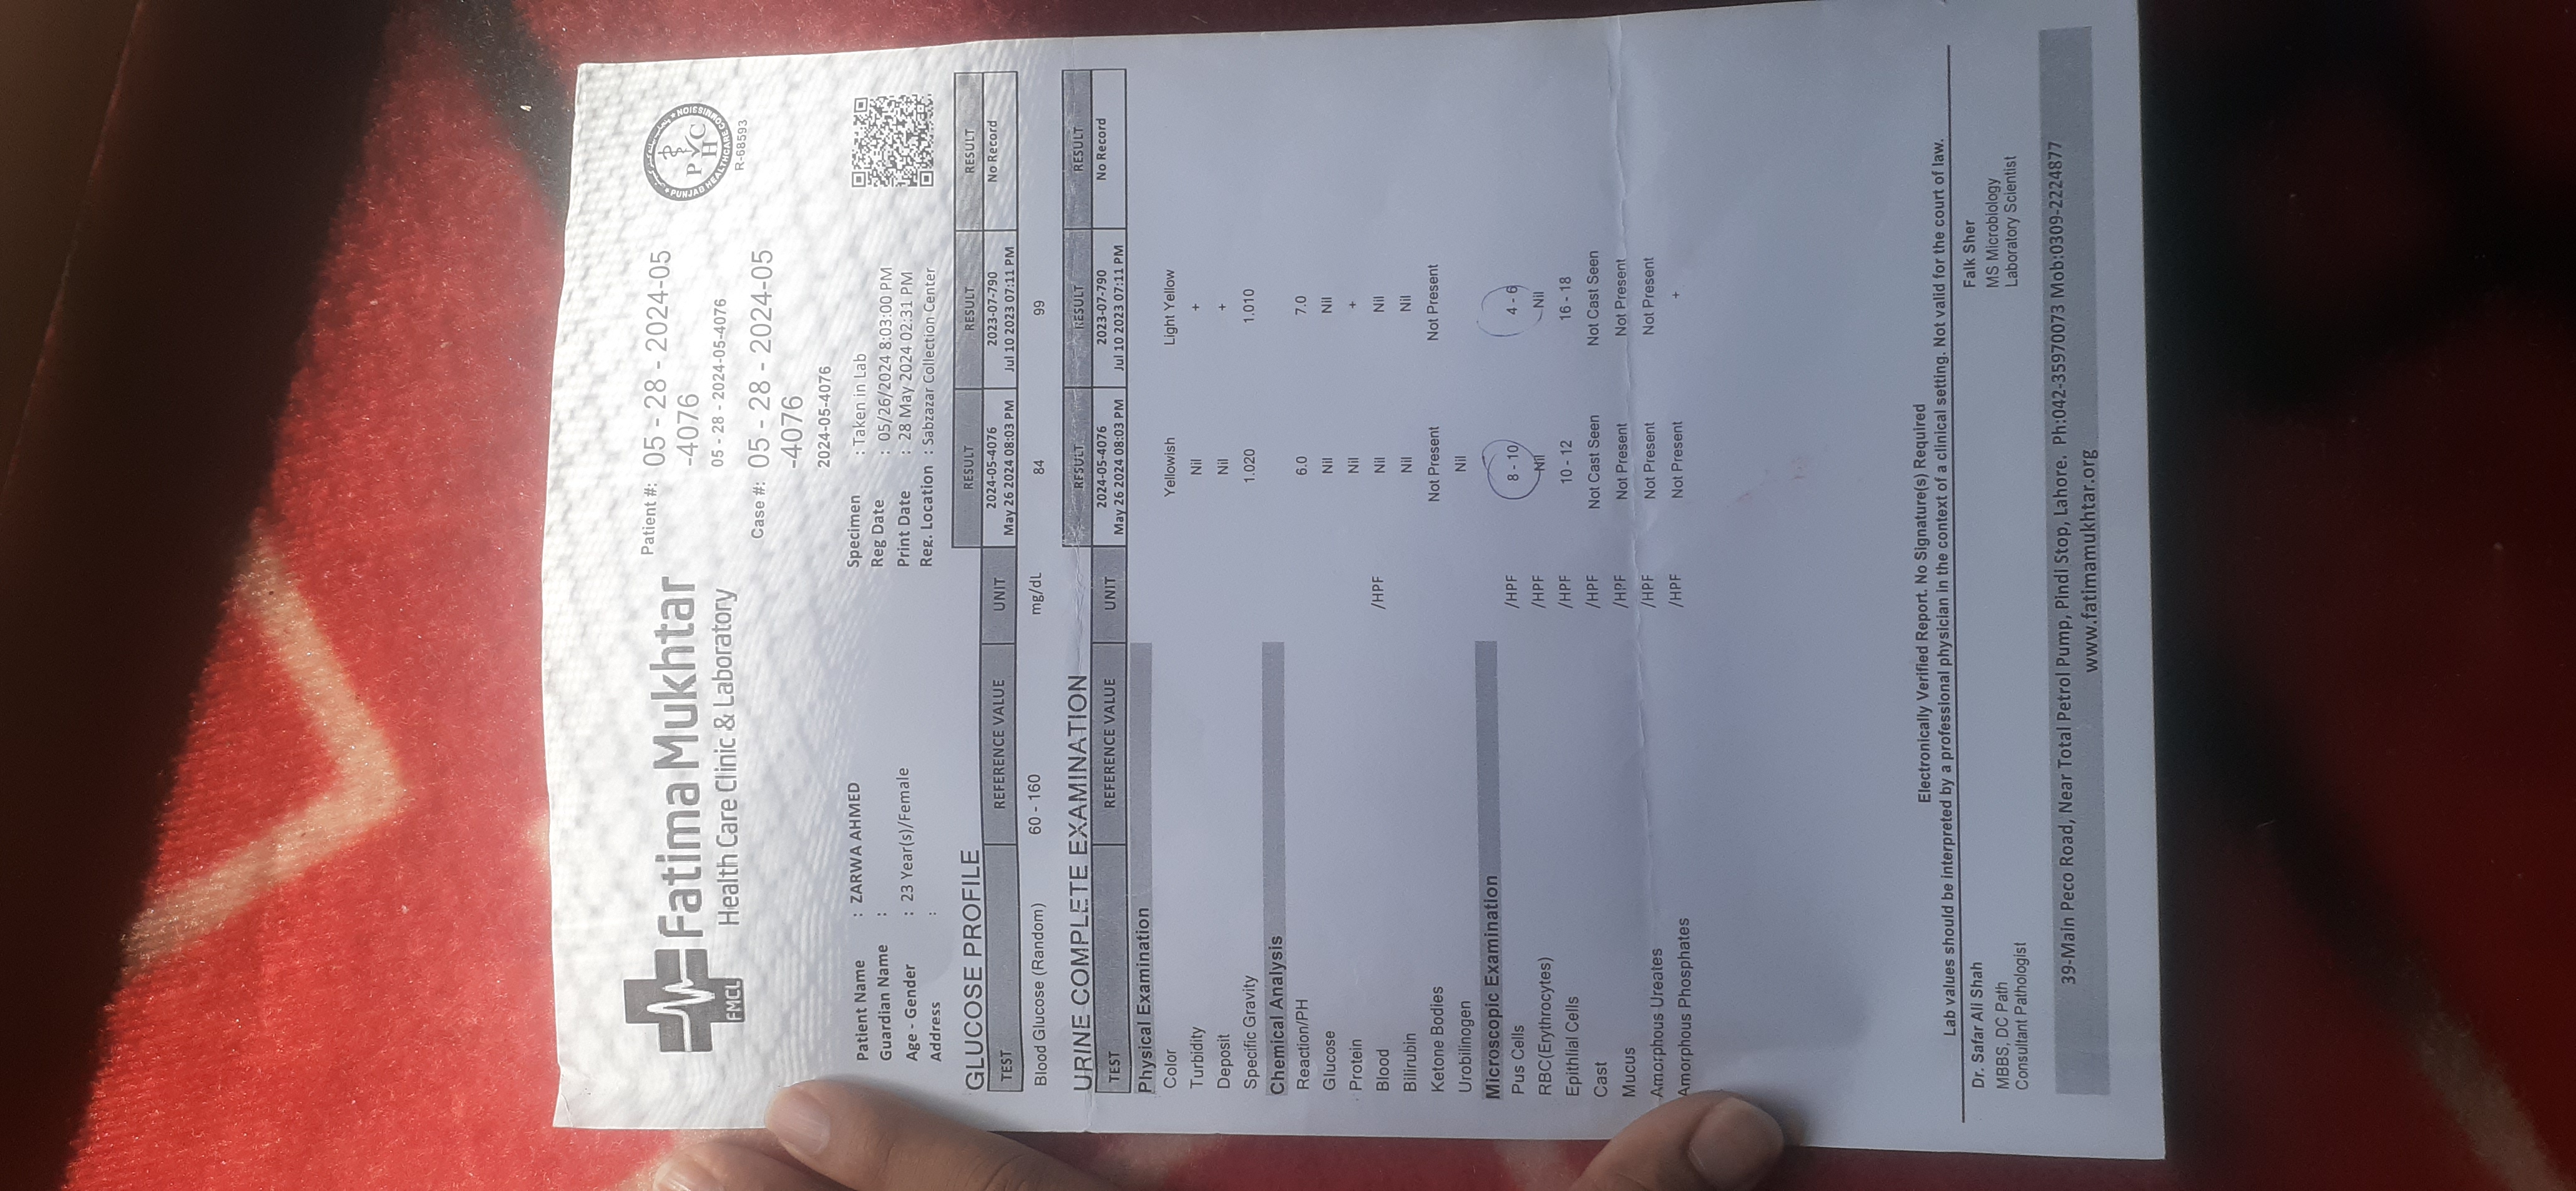 Fatima Mukhtar
Health Care Clinic & Laboratory
FMCL
Patient #: 05 - 28 - 2024-05
-4076
05 - 28 - 2024-05-4076
Case #: 05 - 28 - 2024-05
-4076
2024-05-4076
PUNJAB HEALTHCARE COMMISSION
P H C
R-68593
Patient Name : ZARWA AHMED
Guardian Name :
Age - Gender : 23 Year(s)/Female
Address :
Specimen : Taken in Lab
Reg Date : 05/26/2024 8:03:00 PM
Print Date : 28 May 2024 02:31 PM
Reg. Location : Sabzazar Collection Center
GLUCOSE PROFILE RESULT RESULT RESULT
TEST REFERENCE VALUE UNIT 2024-05-4076 May 26 2024 08:03 PM 2023-07-790 Jul 10 2023 07:11 PM No Record
Blood Glucose (Random) 60 - 160 mg/dL 84 99
URINE COMPLETE EXAMINATION RESULT RESULT RESULT
TEST REFERENCE VALUE UNIT 2024-05-4076 May 26 2024 08:03 PM 2023-07-790 Jul 10 2023 07:11 PM No Record
Physical Examination
Color Yellowish Light Yellow
Turbidity Nil +
Deposit Nil +
Specific Gravity 1.020 1.010
Chemical Analysis
Reaction/PH 6.0 7.0
Glucose Nil Nil
Protein Nil +
Blood /HPF Nil Nil
Bilirubin Nil Nil
Ketone Bodies Not Present Not Present
Urobilinogen Nil
Microscopic Examination
Pus Cells /HPF 8 - 10 4 - 6
RBC(Erythrocytes) /HPF Nil Nil
Epithlial Cells /HPF 10 - 12 16 - 18
Cast /HPF Not Cast Seen Not Cast Seen
Mucus /HPF Not Present Not Present
Amorphous Ureates /HPF Not Present Not Present
Amorphous Phosphates /HPF Not Present +
Electronically Verified Report. No Signature(s) Required
Lab values should be interpreted by a professional physician in the context of a clinical setting. Not valid for the court of law.
Dr. Safar Ali Shah
MBBS, DC Path
Consultant Pathologist
Falk Sher
MS Microbiology
Laboratory Scientist
39-Main Peco Road, Near Total Petrol Pump, Pindi Stop, Lahore. Ph:042-35970073 Mob:0309-2224877
www.fatimamukhtar.org